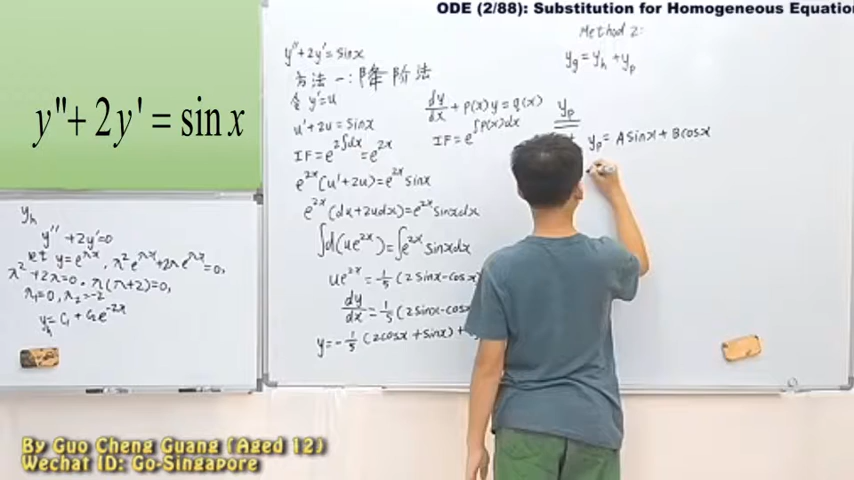 ODE (2/88): Substitution for Homogeneous Equation
y"+ 2y' = sin x
y"+2y' = sinx
方法一:降阶法
令 y'=u
u'+2u = sinx
IF = e^{2∫dx} = e^{2x}
e^{2x}(u'+2u) = e^{2x} sinx
e^{2x}(du+2udx) = e^{2x} sinxdx
∫d(ue^{2x}) = ∫e^{2x} sinxdx
ue^{2x} = 1/5 (2sinx-cosx
dy/dx = 1/5 (2sinx-cosx
y = -1/5 (2cosx + sinx) +
dy/dx + p(x)y = q(x)
IF = e^{∫p(x)dx}
Method 2:
y_g = y_h + y_p
y_p
y_p = Asinx + Bcosx
y_h
y" + 2y' = 0
let y = e^{λx}, λ²e^{λx} + 2λe^{λx} = 0,
λ² + 2λ = 0. λ(λ+2) = 0,
λ₁ = 0, λ₂ = -2
y_h = C₁ + C₂e^{-2x}
By Guo Cheng Guang (Aged 12)
Wechat ID: Go-Singapore